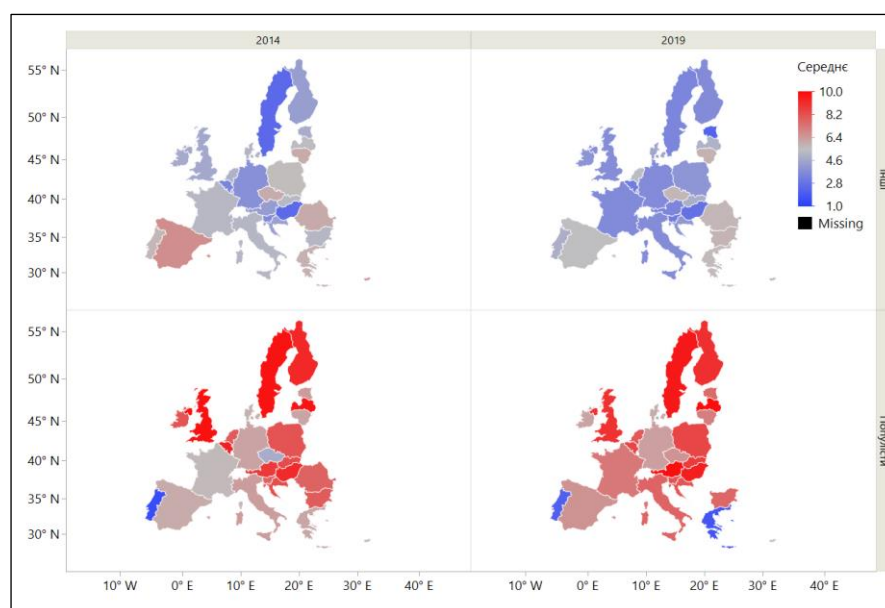 2014 2019
55° N
50° N
45° N
40° N
35° N
30° N
Середнє
10.0
8.2
6.4
4.6
2.8
1.0
Missing
Інші
55° N
50° N
45° N
40° N
35° N
30° N
Популісти
10° W 0° E 10° E 20° E 30° E 40° E 10° W 0° E 10° E 20° E 30° E 40° E